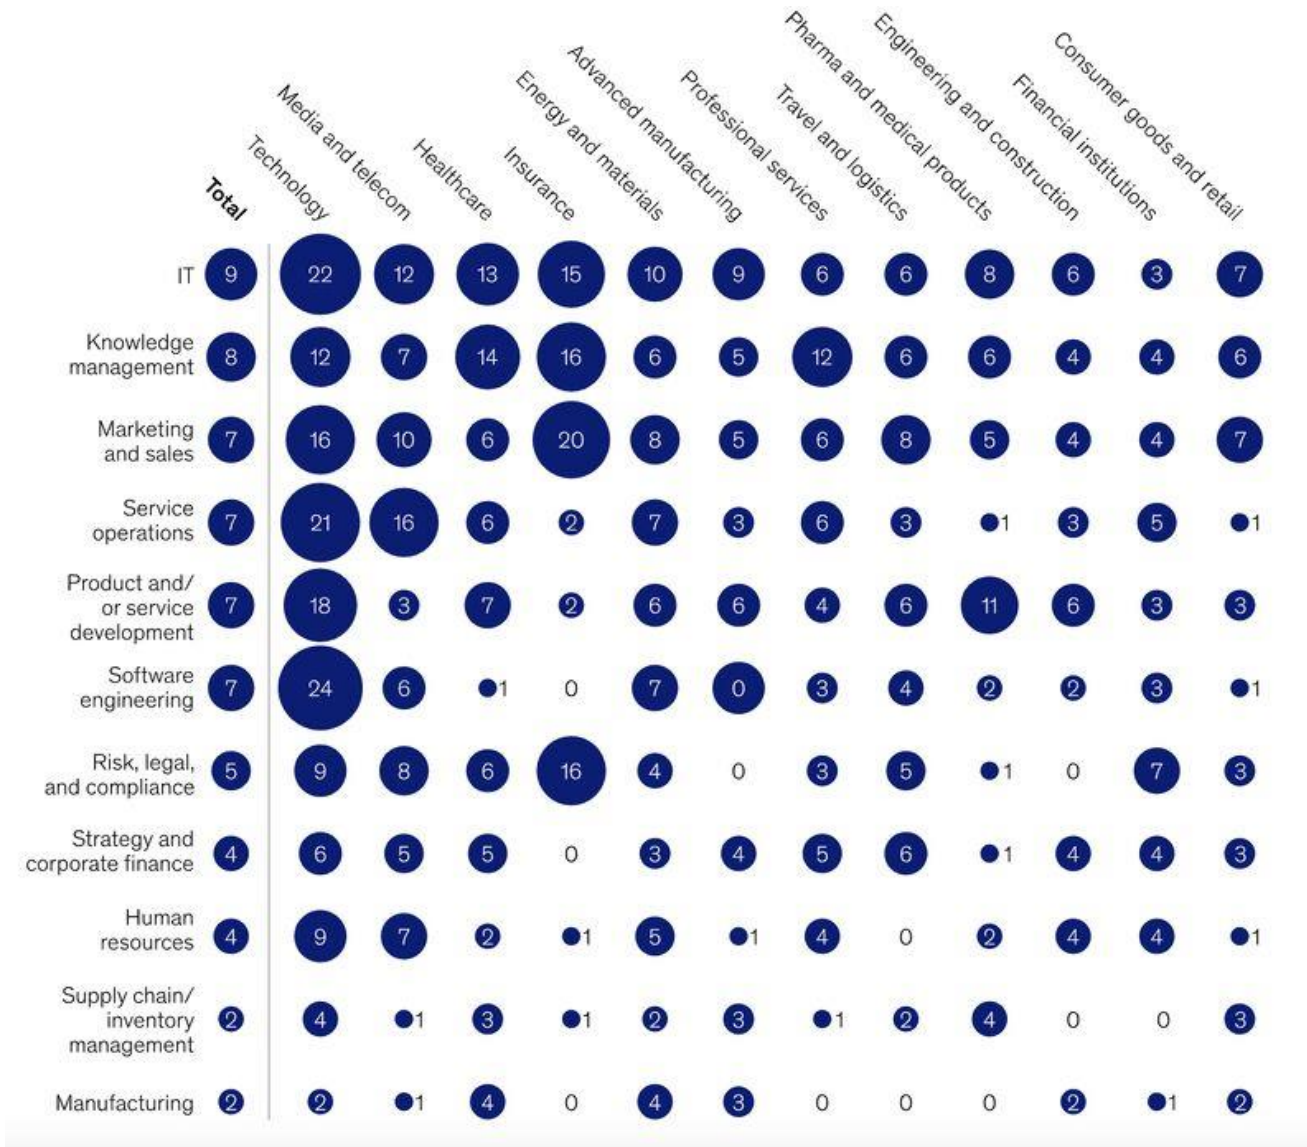 Total
Technology
Media and telecom
Healthcare
Insurance
Energy and materials
Advanced manufacturing
Professional services
Travel and logistics
Pharma and medical products
Engineering and construction
Financial institutions
Consumer goods and retail
IT 9 22 12 13 15 10 9 6 6 8 6 3 7
Knowledge
management 8 12 7 14 16 6 5 12 6 6 4 4 6
Marketing
and sales 7 16 10 6 20 8 5 6 8 5 4 4 7
Service
operations 7 21 16 6 2 7 3 6 3 1 3 5 1
Product and/
or service 7 18 3 7 2 6 6 4 6 11 6 3 3
development
Software
engineering 7 24 6 1 0 7 0 3 4 2 2 3 1
Risk, legal,
and compliance 5 9 8 6 16 4 0 3 5 1 0 7 3
Strategy and
corporate finance 4 6 5 5 0 3 4 5 6 1 4 4 3
Human
resources 4 9 7 2 1 5 1 4 0 2 4 4 1
Supply chain/
inventory 2 4 1 3 1 2 3 1 2 4 0 0 3
management
Manufacturing 2 2 1 4 0 4 3 0 0 0 2 1 2